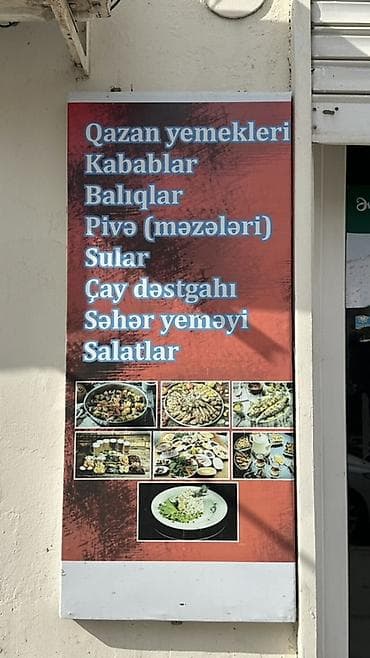 Qazan yemekleri
Kabablar
Balıqlar
Pivə (məzələri)
Sular
Çay dəstgahı
Səhər yeməyi
Salatlar